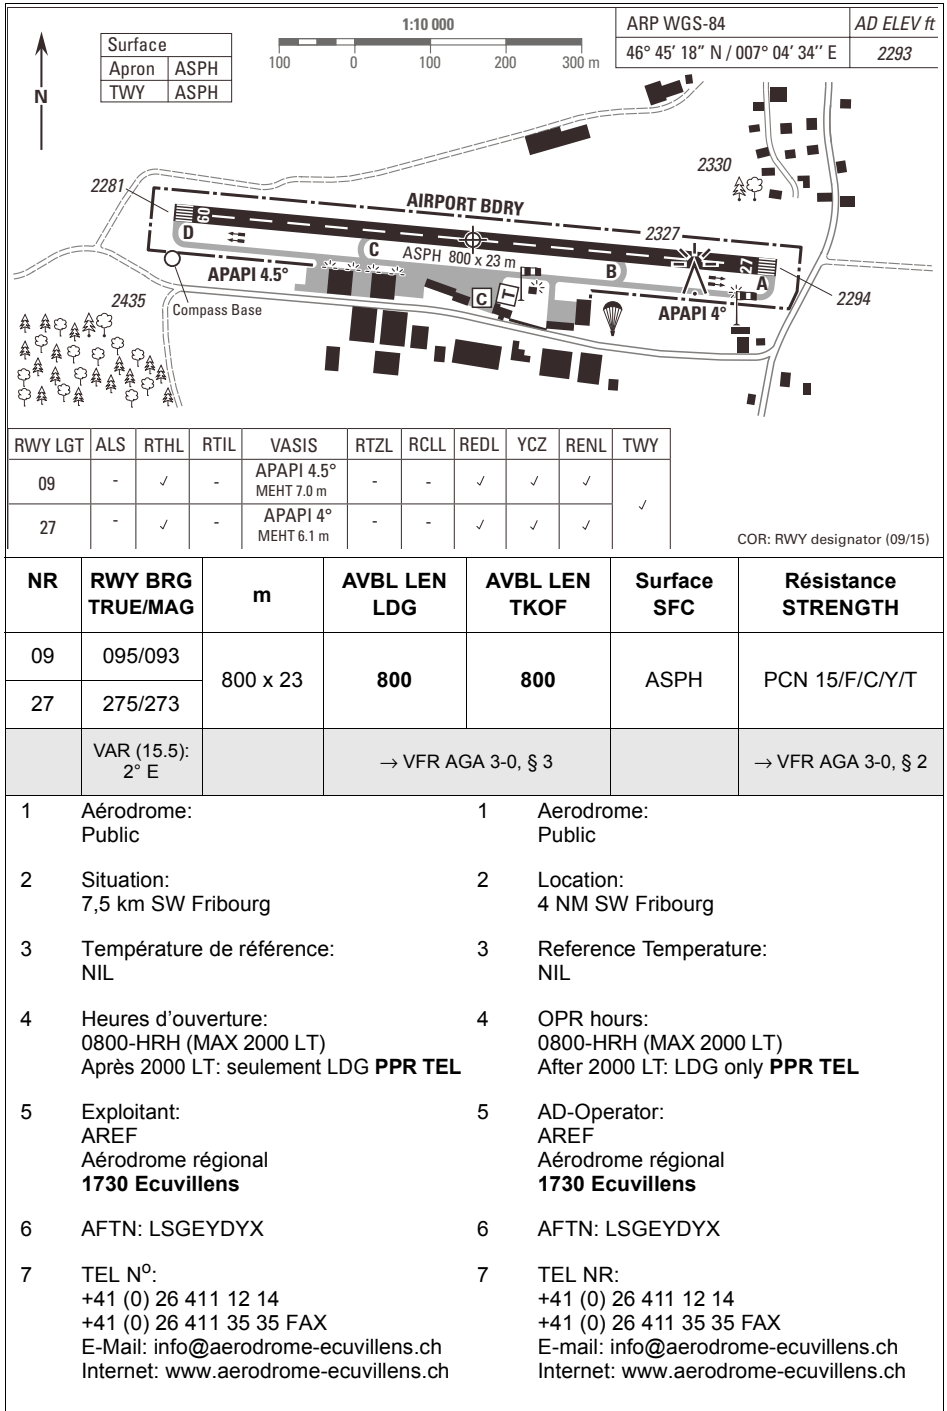 1:10 000
ARP WGS-84 AD ELEV ft
46° 45' 18" N / 007° 04' 34'' E 2293
Surface
Apron ASPH
TWY ASPH
100 0 100 200 300 m
N
2330
2281
AIRPORT BDRY
2327
09
D
C
ASPH 800 x 23 m
B
27
A
APAPI 4.5°
2435
Compass Base
C
T
APAPI 4°
2294
RWY LGT ALS RTHL RTIL VASIS RTZL RCLL REDL YCZ RENL TWY
09 - ✓ - APAPI 4.5° - - ✓ ✓ ✓ ✓
MEHT 7.0 m
27 - ✓ - APAPI 4° - - ✓ ✓ ✓
MEHT 6.1 m
COR: RWY designator (09/15)
NR RWY BRG m AVBL LEN AVBL LEN Surface Résistance
TRUE/MAG LDG TKOF SFC STRENGTH
09 095/093 800 x 23 800 800 ASPH PCN 15/F/C/Y/T
27 275/273
VAR (15.5):
2° E
→ VFR AGA 3-0, § 3 → VFR AGA 3-0, § 2
1 Aérodrome:
Public
2 Situation:
7,5 km SW Fribourg
3 Température de référence:
NIL
4 Heures d'ouverture:
0800-HRH (MAX 2000 LT)
Après 2000 LT: seulement LDG PPR TEL
5 Exploitant:
AREF
Aérodrome régional
1730 Ecuvillens
6 AFTN: LSGEYDYX
7 TEL Nº:
+41 (0) 26 411 12 14
+41 (0) 26 411 35 35 FAX
E-Mail: info@aerodrome-ecuvillens.ch
Internet: www.aerodrome-ecuvillens.ch
1 Aerodrome:
Public
2 Location:
4 NM SW Fribourg
3 Reference Temperature:
NIL
4 OPR hours:
0800-HRH (MAX 2000 LT)
After 2000 LT: LDG only PPR TEL
5 AD-Operator:
AREF
Aérodrome régional
1730 Ecuvillens
6 AFTN: LSGEYDYX
7 TEL NR:
+41 (0) 26 411 12 14
+41 (0) 26 411 35 35 FAX
E-mail: info@aerodrome-ecuvillens.ch
Internet: www.aerodrome-ecuvillens.ch